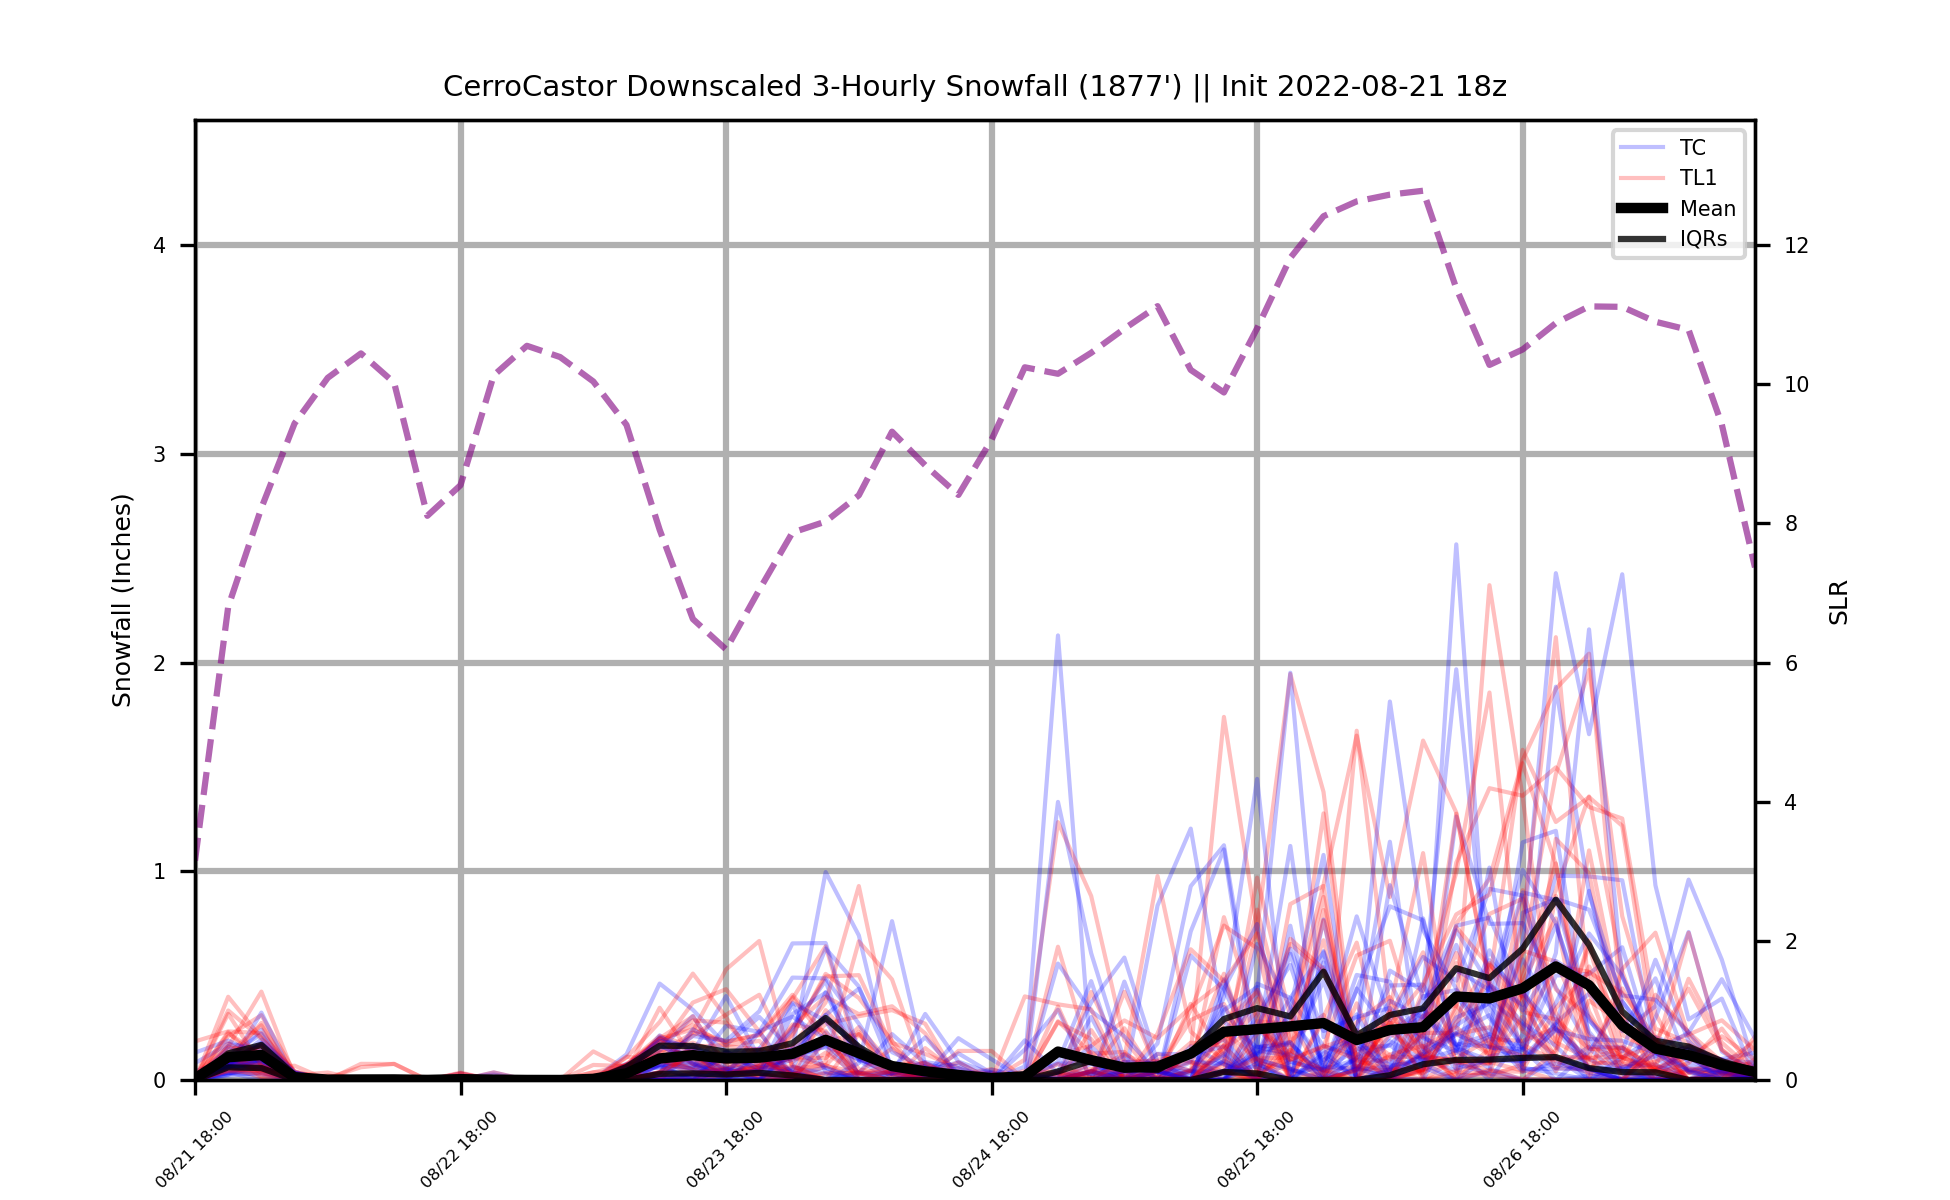 CerroCastor Downscaled 3-Hourly Snowfall (1877') || Init 2022-08-21 18z
TC
TL1
Mean
IQRs
Snowfall (Inches)
4
3
2
1
0
12
10
8
6
4
2
0
SLR
08/21 18:00
08/22 18:00
08/23 18:00
08/24 18:00
08/25 18:00
08/26 18:00